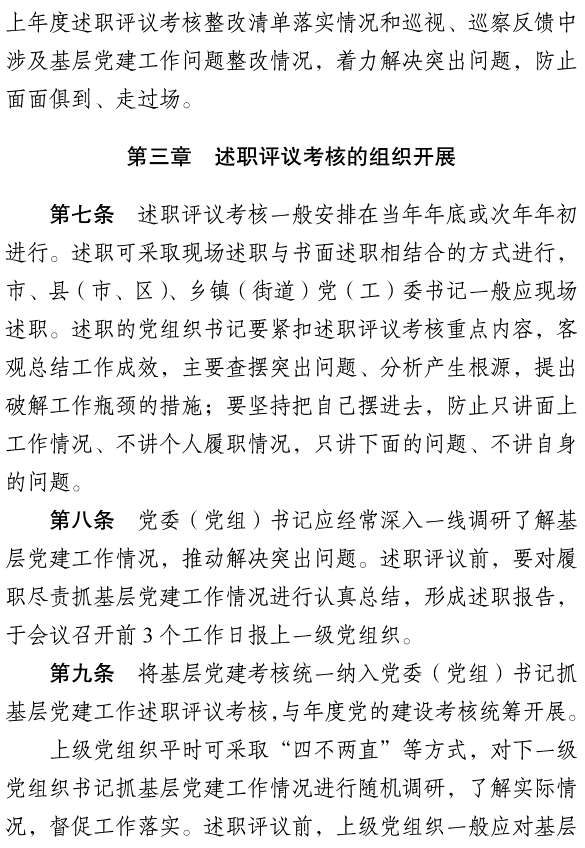 上年度述职评议考核整改清单落实情况和巡视、巡察反馈中
涉及基层党建工作问题整改情况，着力解决突出问题，防止
面面俱到、走过场。
第三章　述职评议考核的组织开展
第七条　述职评议考核一般安排在当年年底或次年年初
进行。述职可采取现场述职与书面述职相结合的方式进行，
市、县（市、区）、乡镇（街道）党（工）委书记一般应现场
述职。述职的党组织书记要紧扣述职评议考核重点内容，客
观总结工作成效，主要查摆突出问题、分析产生根源，提出
破解工作瓶颈的措施；要坚持把自己摆进去，防止只讲面上
工作情况、不讲个人履职情况，只讲下面的问题、不讲自身
的问题。
第八条　党委（党组）书记应经常深入一线调研了解基
层党建工作情况，推动解决突出问题。述职评议前，要对履
职尽责抓基层党建工作情况进行认真总结，形成述职报告，
于会议召开前3个工作日报上一级党组织。
第九条　将基层党建考核统一纳入党委（党组）书记抓
基层党建工作述职评议考核,与年度党的建设考核统筹开展。
上级党组织平时可采取“四不两直”等方式，对下一级
党组织书记抓基层党建工作情况进行随机调研，了解实际情
况，督促工作落实。述职评议前，上级党组织一般应对基层